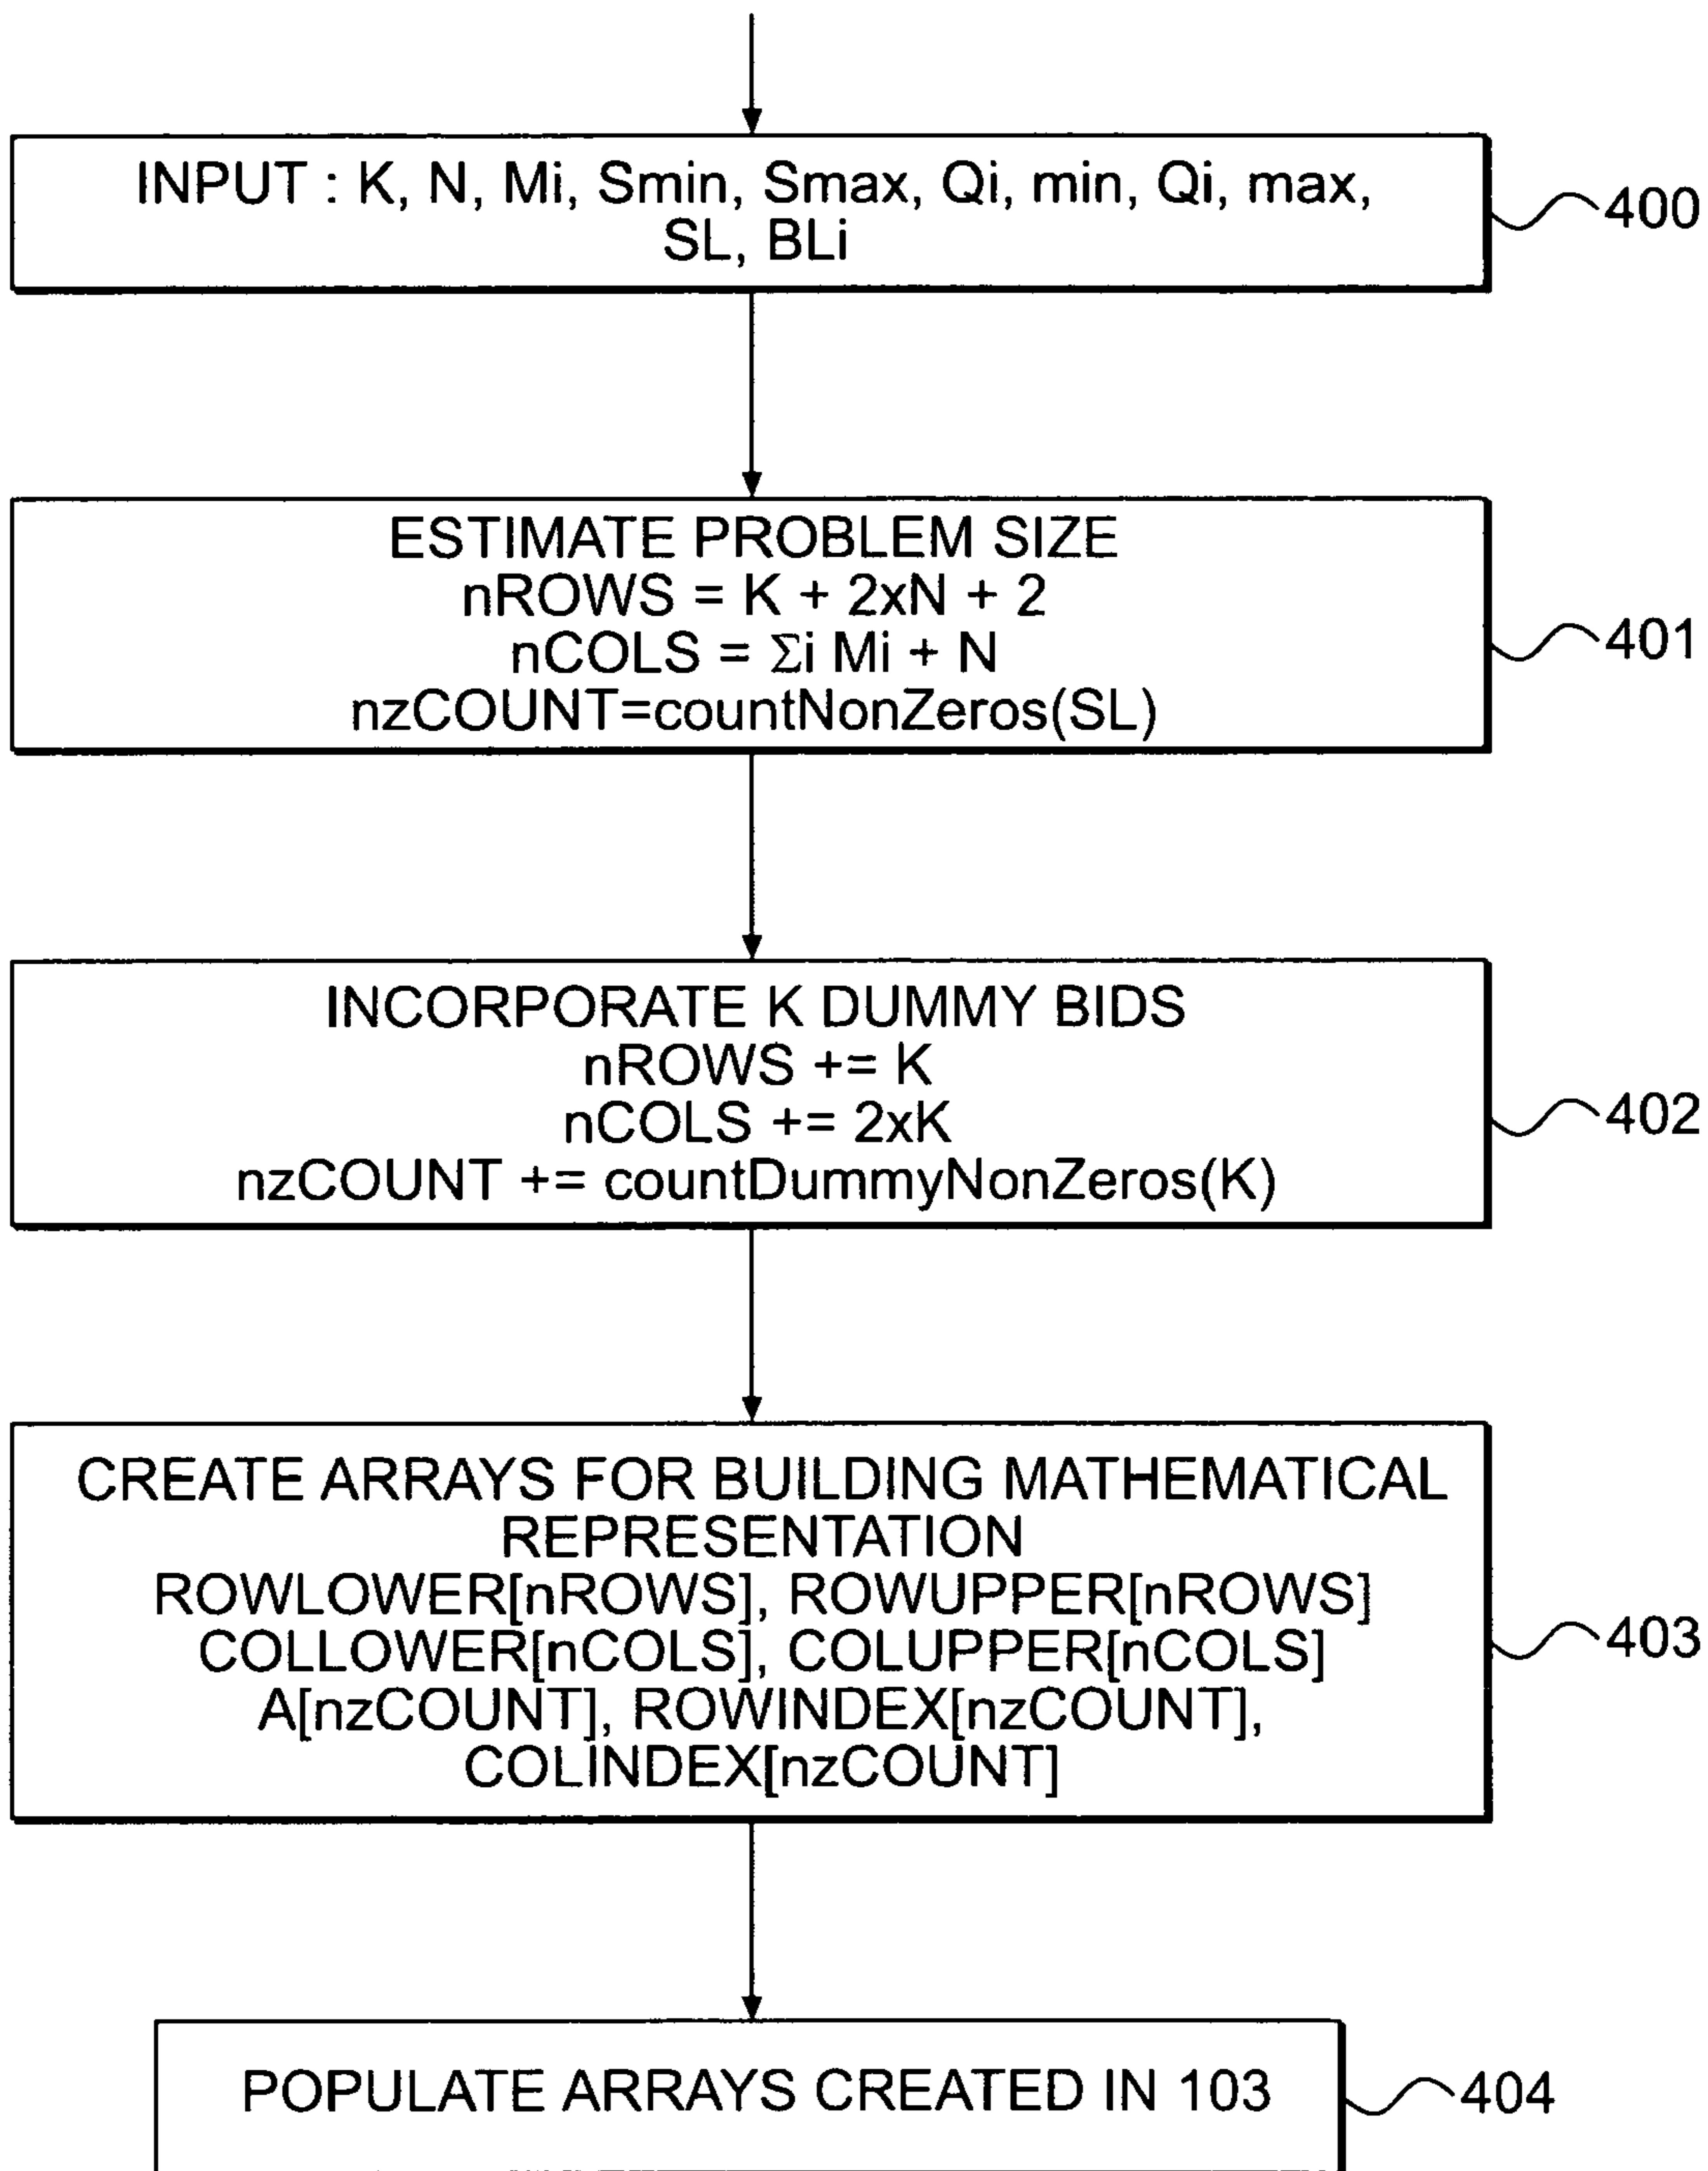 INPUT : K, N, Mi, Smin, Smax, Qi, min, Qi, max,
SL, BLi
400
ESTIMATE PROBLEM SIZE
nROWS = K + 2xN + 2
nCOLS = Σi Mi + N
nzCOUNT=countNonZeros(SL)
401
INCORPORATE K DUMMY BIDS
nROWS += K
nCOLS += 2xK
nzCOUNT += countDummyNonZeros(K)
402
CREATE ARRAYS FOR BUILDING MATHEMATICAL
REPRESENTATION
ROWLOWER[nROWS], ROWUPPER[nROWS]
COLLOWER[nCOLS], COLUPPER[nCOLS]
A[nzCOUNT], ROWINDEX[nzCOUNT],
COLINDEX[nzCOUNT]
403
POPULATE ARRAYS CREATED IN 103
404